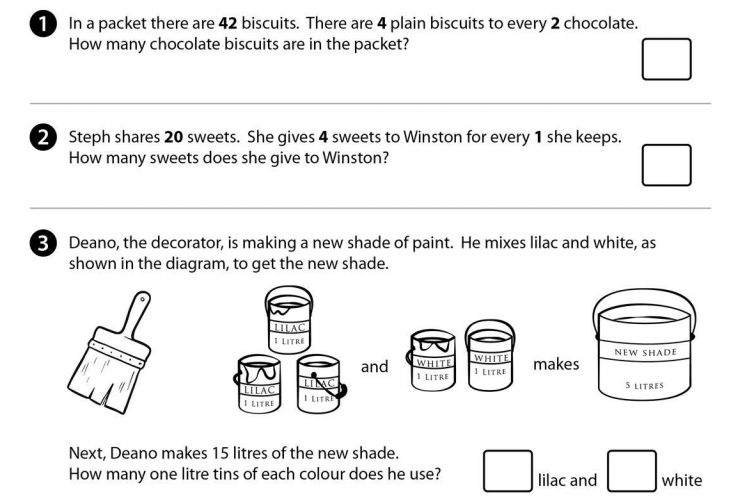 1 In a packet there are 42 biscuits. There are 4 plain biscuits to every 2 chocolate.
How many chocolate biscuits are in the packet?
2 Steph shares 20 sweets. She gives 4 sweets to Winston for every 1 she keeps.
How many sweets does she give to Winston?
3 Deano, the decorator, is making a new shade of paint. He mixes lilac and white, as
shown in the diagram, to get the new shade.
LILAC
1 LITRE
LILAC
1 LITRE
LILAC
1 LITRE
and
WHITE
1 LITRE
WHITE
1 LITRE
makes
NEW SHADE
5 LITRES
Next, Deano makes 15 litres of the new shade.
How many one litre tins of each colour does he use?
lilac and
white